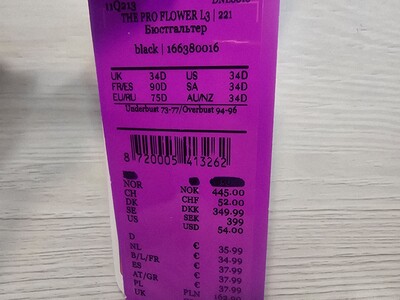 11Q213
THE PRO FLOWER L3 | 221
Бюстгальтер
black | 166380016
UK 34D US 34D
FR/ES 90D SA 34D
EU/RU 75D AU/NZ 34D
Underbust 73-77/Overbust 94-96
8 720005 413262
NOR NOK 445.00
CH CHF 52.00
DK DKK 349.99
SE SEK 399
US USD 54.00
D
NL € 35.99
B/L/FR € 34.99
ES € 37.99
AT/GR € 37.99
PL € 37.99
UK PLN